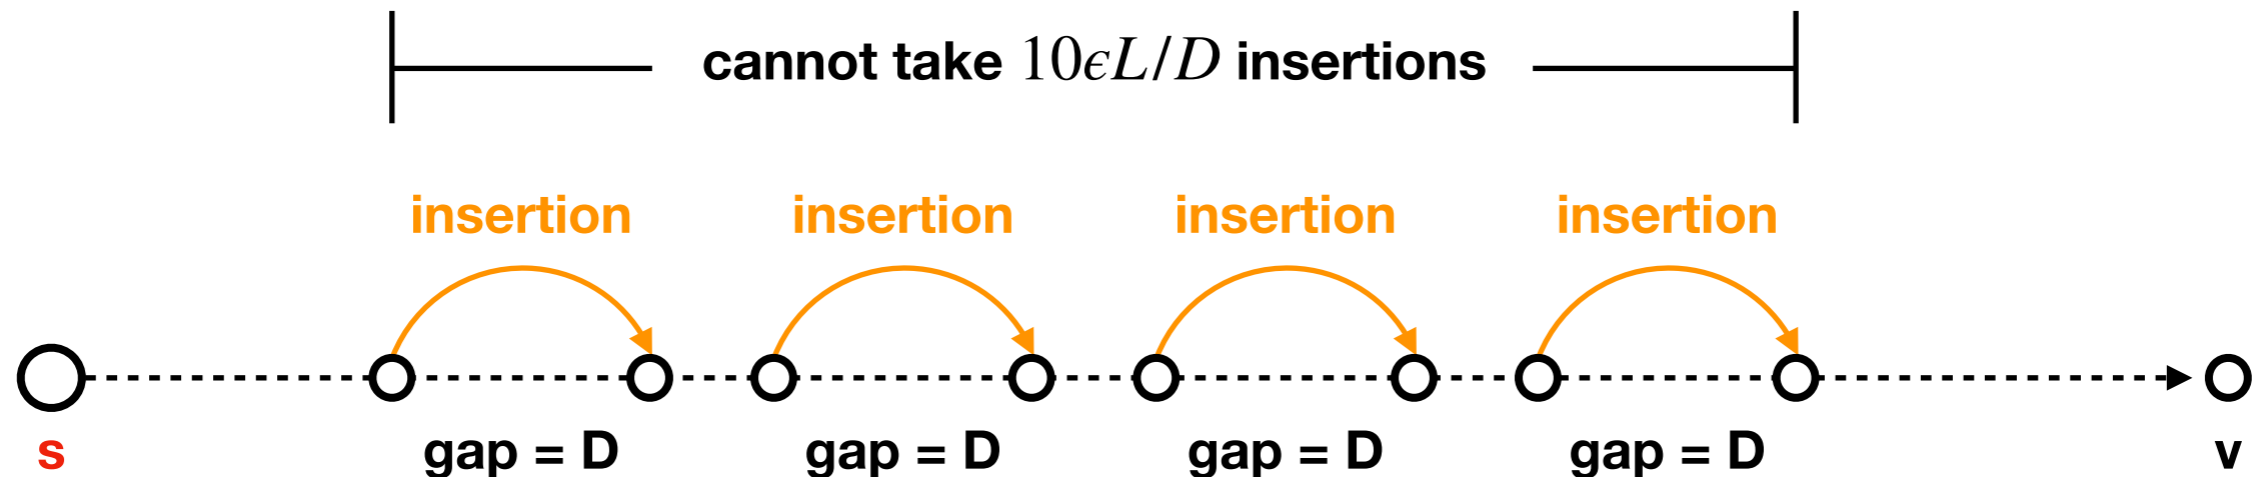 cannot take 10ϵL/D insertions
insertion insertion insertion insertion
s gap = D gap = D gap = D gap = D v